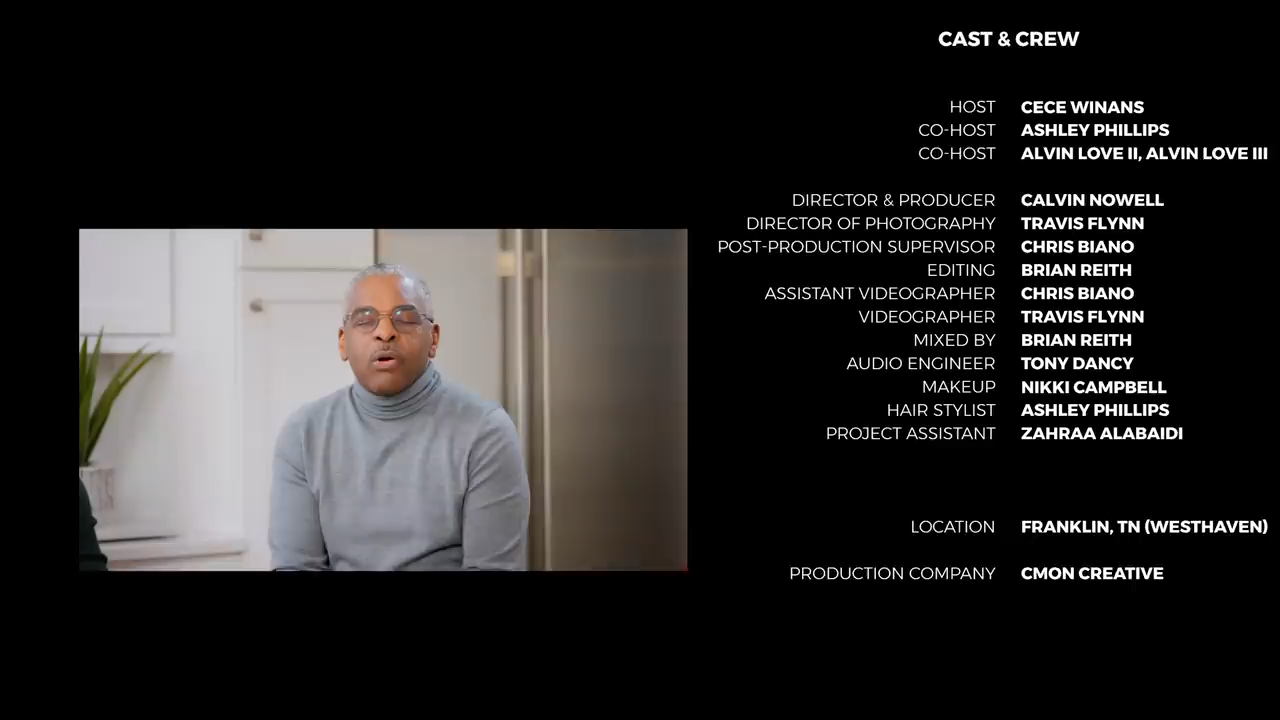 CAST & CREW
HOST CECE WINANS
CO-HOST ASHLEY PHILLIPS
CO-HOST ALVIN LOVE II, ALVIN LOVE III
DIRECTOR & PRODUCER CALVIN NOWELL
DIRECTOR OF PHOTOGRAPHY TRAVIS FLYNN
POST-PRODUCTION SUPERVISOR CHRIS BIANO
EDITING BRIAN REITH
ASSISTANT VIDEOGRAPHER CHRIS BIANO
VIDEOGRAPHER TRAVIS FLYNN
MIXED BY BRIAN REITH
AUDIO ENGINEER TONY DANCY
MAKEUP NIKKI CAMPBELL
HAIR STYLIST ASHLEY PHILLIPS
PROJECT ASSISTANT ZAHRAA ALABAIDI
LOCATION FRANKLIN, TN (WESTHAVEN)
PRODUCTION COMPANY CMON CREATIVE